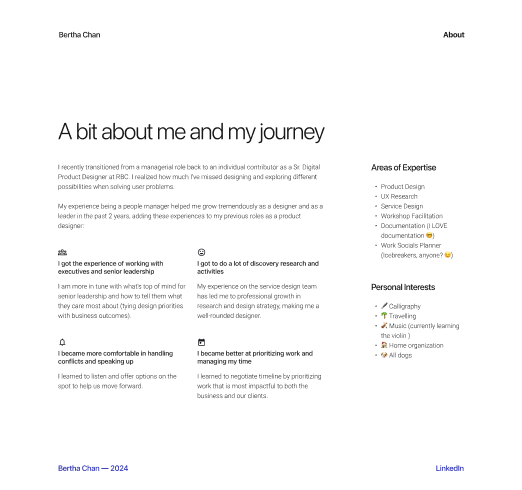 Bertha Chan
About
A bit about me and my journey
I recently transitioned from a managerial role back to an individual contributor as a Sr. Digital
Product Designer at RBC. I realized how much I've missed designing and exploring different
possibilities when solving user problems.
My experience being a people manager helped me grow tremendously as a designer and as a
leader in the past 2 years, adding these experiences to my previous roles as a product
designer:
I got the experience of working with
executives and senior leadership
I am more in tune with what's top of mind for
senior leadership and how to tell them what
they care most about (tying design priorities
with business outcomes).
I got to do a lot of discovery research and
activities
My experience on the service design team
has led me to professional growth in
research and design strategy, making me a
well-rounded designer.
I became more comfortable in handling
conflicts and speaking up
I learned to listen and offer options on the
spot to help us move forward.
I became better at prioritizing work and
managing my time
I learned to negotiate timeline by prioritizing
work that is most impactful to both the
business and our clients.
Areas of Expertise
• Product Design
• UX Research
• Service Design
• Workshop Facilitation
• Documentation (I LOVE
documentation 🤓)
• Work Socials Planner
(Icebreakers, anyone? 😉)
Personal Interests
• 🖋️ Calligraphy
• 🌴 Travelling
• 🎻 Music (currently learning
the violin )
• 🏡 Home organization
• 🐶 All dogs
Bertha Chan — 2024
LinkedIn